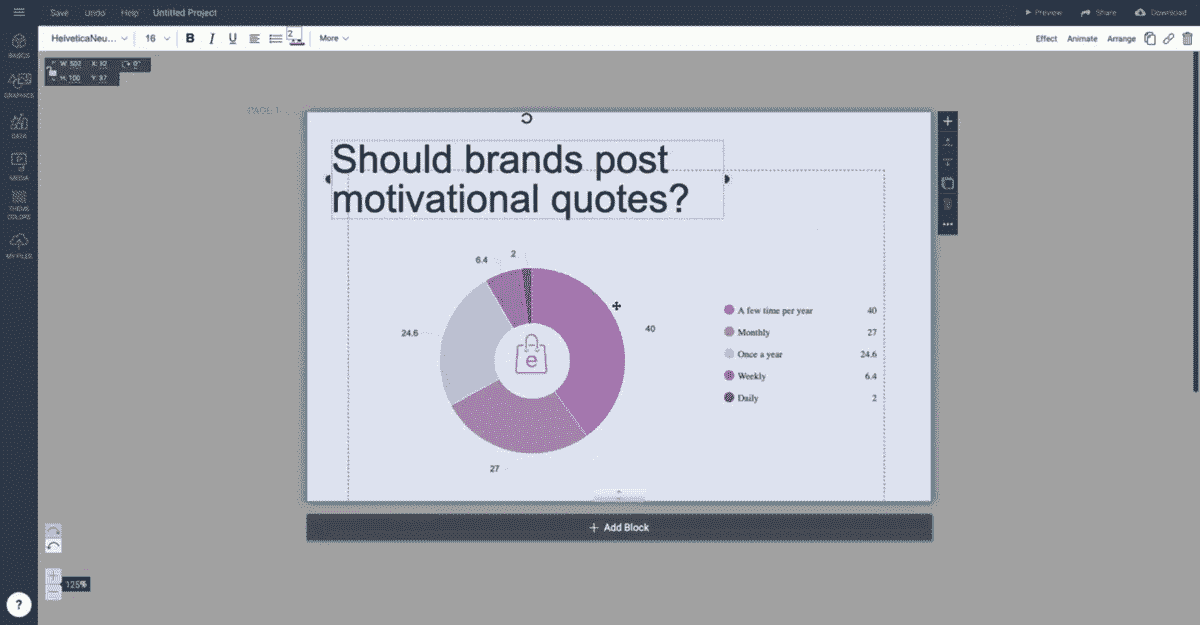 Save Undo Help Untitled Project
Preview Share Download
HelveticaNeu... 16 B I U 2 More
Effect Animate Arrange
BASICS
GRAPHICS
DATA
MEDIA
THEME
COLORS
MY FILES
W: 502 X: 32 0°
H: 100 Y: 37
PAGE 1
Should brands post
motivational quotes?
2
6.4
24.6
40
27
e
A few time per year 40
Monthly 27
Once a year 24.6
Weekly 6.4
Daily 2
+ Add Block
125%
?